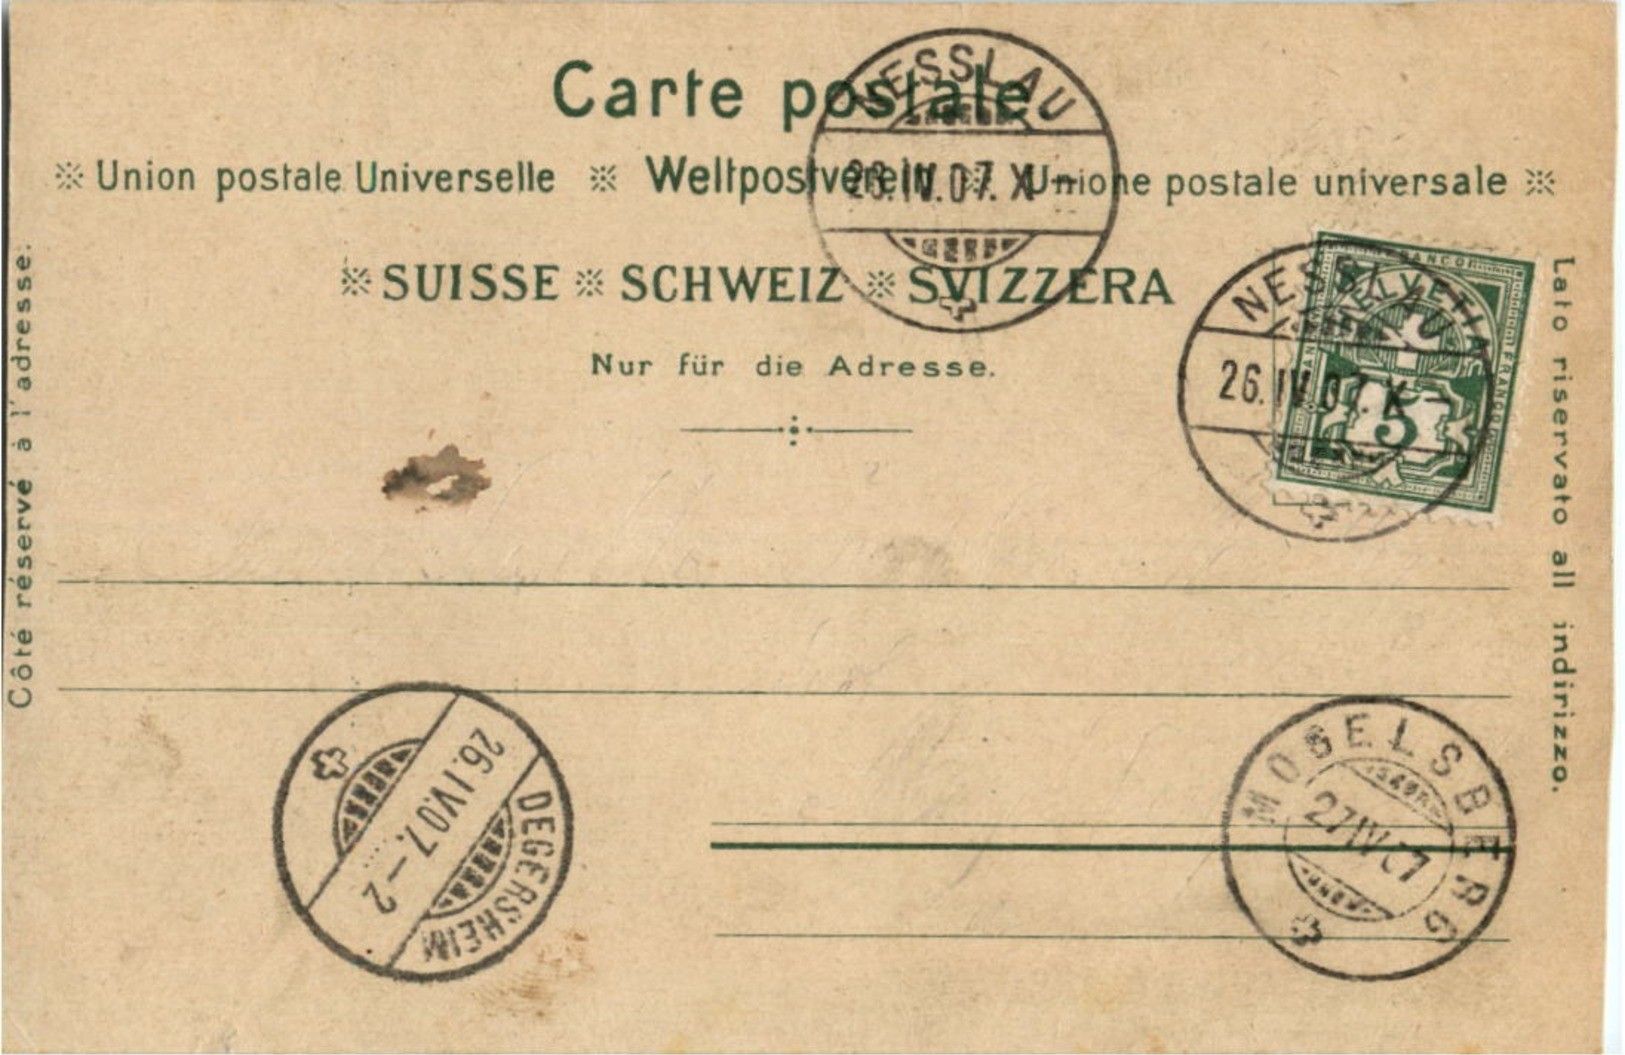 Carte postale
Union postale Universelle ※ Weltpostverein ※ Unione postale universale
SUISSE ※ SCHWEIZ ※ SVIZZERA
Nur für die Adresse.
Côté réservé à l'adresse.
Lato riservato all indirizzo.
NESSLAU
26.IV.07.X—
NESSLAU
26.IV.07.X—
HELVETIA
5
DEGERSHEIM
26.IV.07.—2
MOGELSBERG
27 IV 07